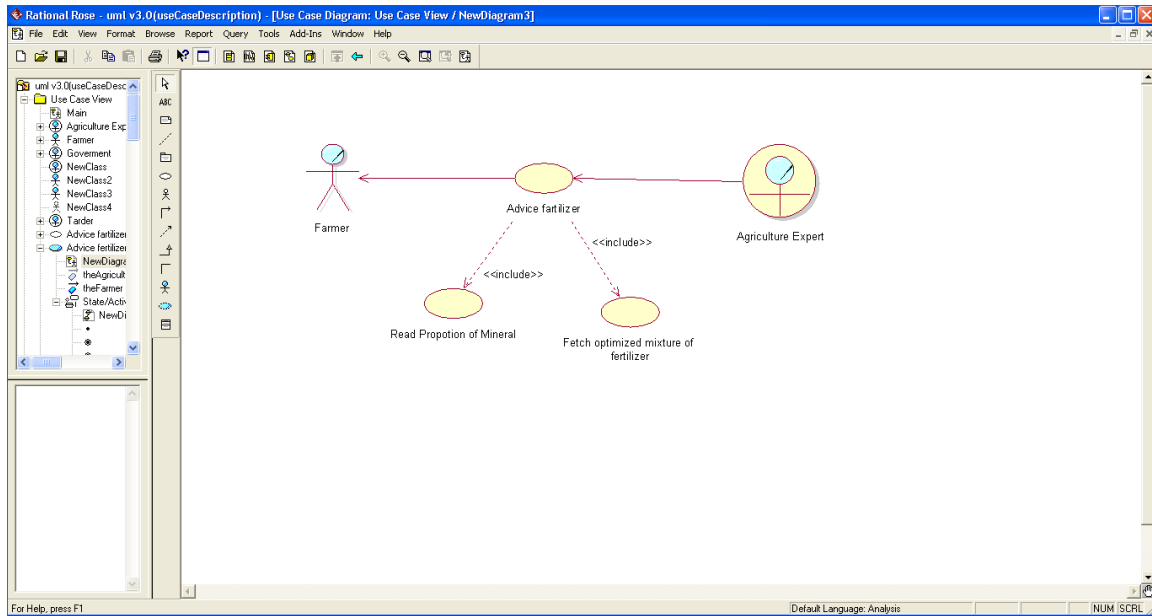 Rational Rose - uml v3.0(useCaseDescription) - [Use Case Diagram: Use Case View / NewDiagram3]
File Edit View Format Browse Report Query Tools Add-Ins Window Help
uml v3.0(useCaseDesc
Use Case View
Main
Agriculture Exp
Farmer
Goverment
NewClass
NewClass2
NewClass3
NewClass4
Tarder
Advice fartilizer
Advice fertilizer
NewDiagra
theAgricult
theFarmer
State/Activ
NewDi
ABC
Farmer
Advice fartilizer
Agriculture Expert
<<include>>
<<include>>
Read Propotion of Mineral
Fetch optimized mixture of
fertilizer
For Help, press F1
Default Language: Analysis
NUM SCRL